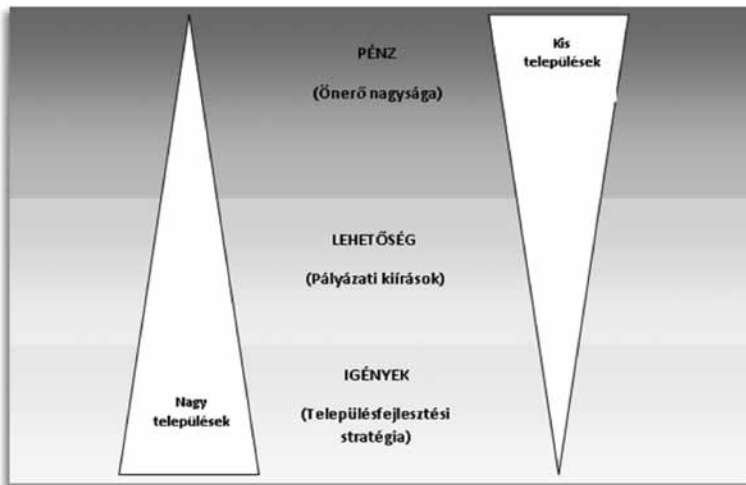 PÉNZ
(Önerő nagysága)
Kis
települések
LEHETŐSÉG
(Pályázati kiírások)
IGÉNYEK
(Településfejlesztési
stratégia)
Nagy
települések